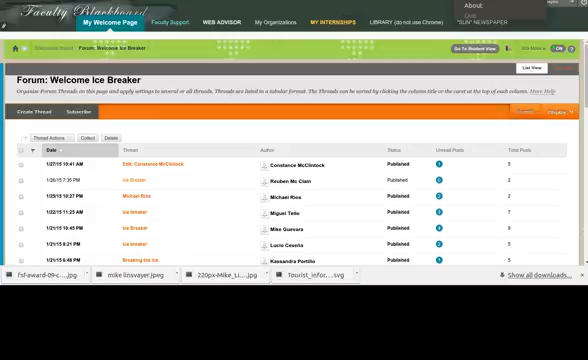 Faculty Blackboard
About
Quit
My Welcome Page
Faculty Support
WEB ADVISOR
My Organizations
MY INTERNSHIPS
LIBRARY (do not use Chrome)
"SUN" NEWSPAPER
Discussion Board
Forum: Welcome Ice Breaker
Go To Student View
Edit Mode is: ON
List View
Forum: Welcome Ice Breaker
Organize Forum Threads on this page and apply settings to several or all threads. Threads are listed in a tabular format. The Threads can be sorted by clicking the column title or the caret at the top of each column. More Help
Create Thread
Subscribe
Search
Display
Thread Actions
Collect
Delete
Date Thread Author Status Unread Posts Total Posts
1/27/15 10:41 AM Edit: Constance McClintock Constance McClintock Published 1 5
1/26/15 7:35 PM Ice Breaker Reuben Mc Clain Published 0 2
1/25/15 10:27 PM Michael Rios Michael Rios Published 2 2
1/22/15 11:25 AM Ice breaker Miguel Tello Published 3 7
1/21/15 10:45 PM Ice Breaker Mike Guevara Published 4 8
1/21/15 8:21 PM Ice breaker Lucro Ceseña Published 2 5
1/21/15 6:48 PM Breaking the ice Kassandra Portillo Published 1 5
fsf-award-09-c....jpg
mike linsvayer.jpeg
220px-Mike_Li....jpg
Tourist_infor....svg
Show all downloads...